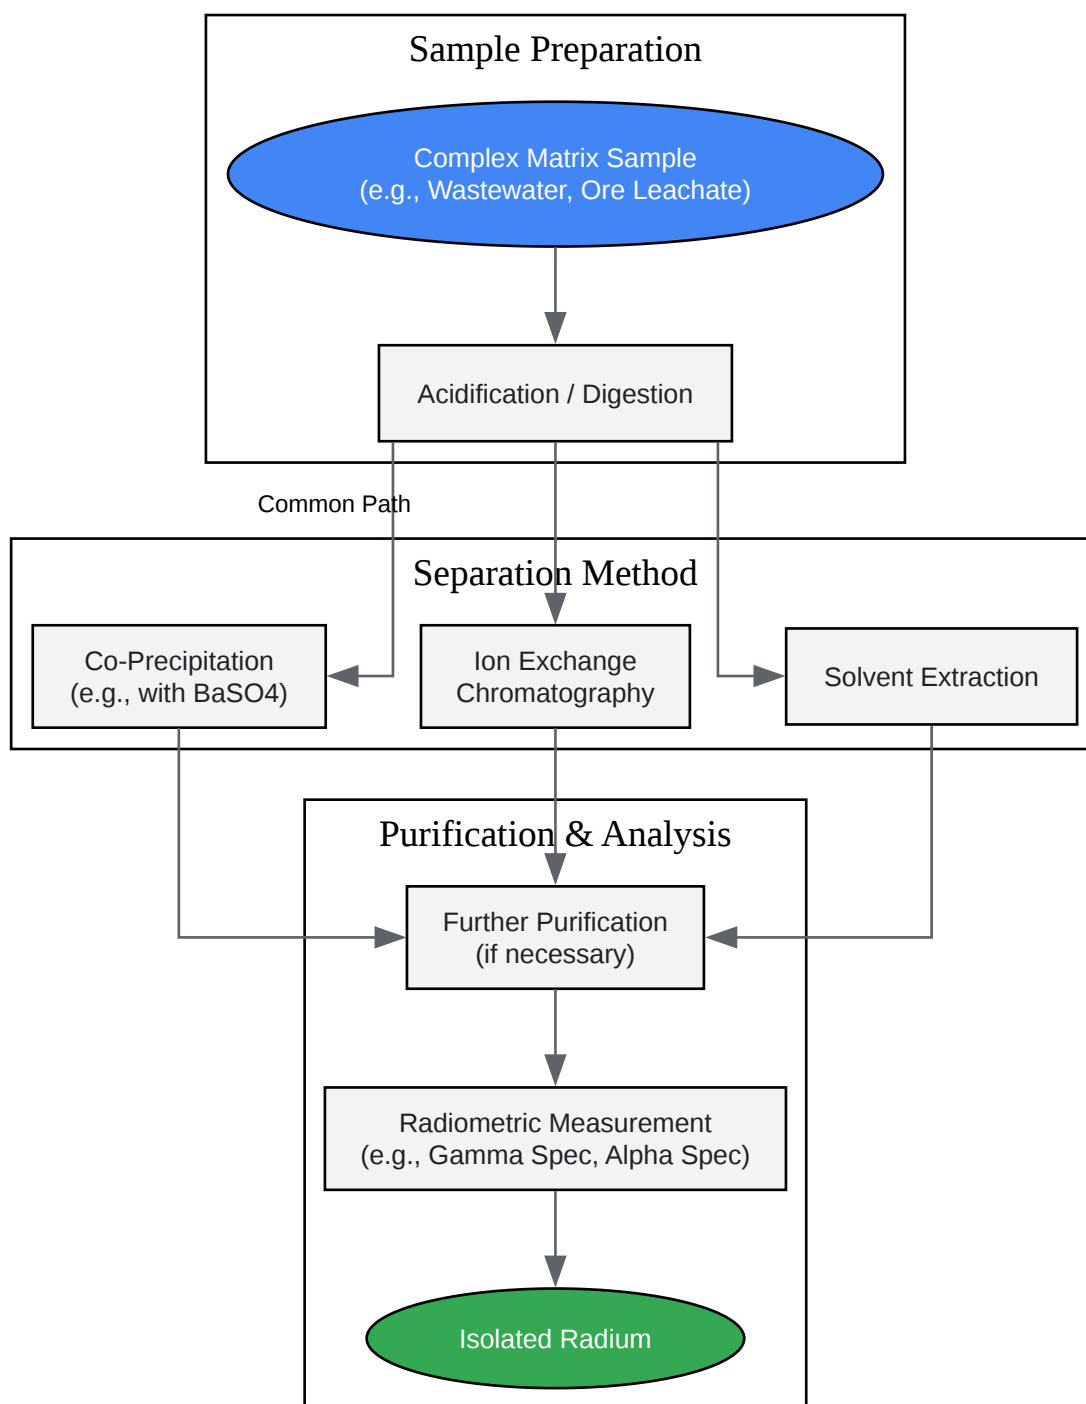 Sample Preparation
Complex Matrix Sample
(e.g., Wastewater, Ore Leachate)
Acidification / Digestion
Common Path
Separation Method
Co-Precipitation
(e.g., with BaSO4)
Ion Exchange
Chromatography
Solvent Extraction
Purification & Analysis
Further Purification
(if necessary)
Radiometric Measurement
(e.g., Gamma Spec, Alpha Spec)
Isolated Radium